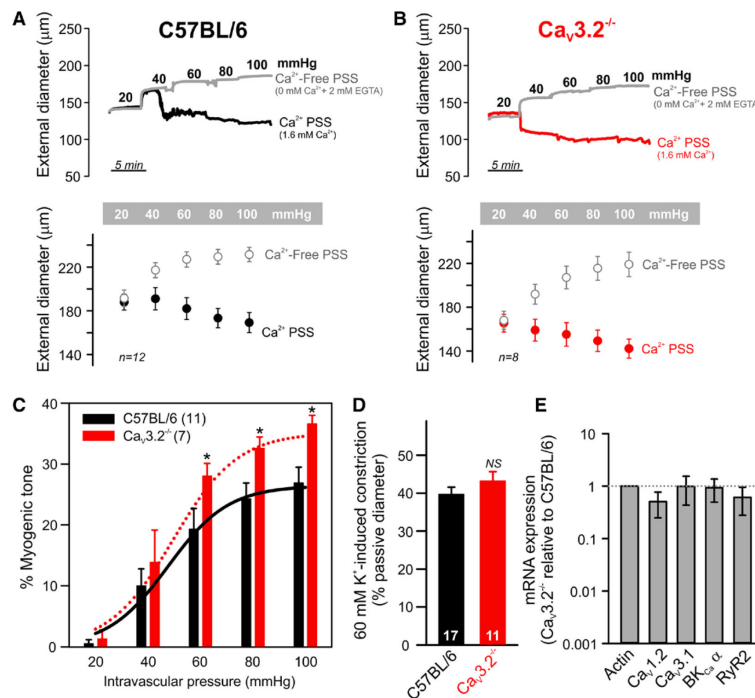 A
C57BL/6
External diameter (µm)
250
200
150
100
50
20 40 60 80 100 mmHg
Ca²⁺-Free PSS
(0 mM Ca²⁺+ 2 mM EGTA)
Ca²⁺ PSS
(1.6 mM Ca²⁺)
5 min
20 40 60 80 100 mmHg
External diameter (µm)
220
180
140
Ca²⁺-Free PSS
Ca²⁺ PSS
n=12
B
Caᵥ3.2⁻/⁻
External diameter (µm)
250
200
150
100
50
20 40 60 80 100 mmHg
Ca²⁺-Free PSS
(0 mM Ca²⁺+ 2 mM EGTA)
Ca²⁺ PSS
(1.6 mM Ca²⁺)
5 min
20 40 60 80 100 mmHg
External diameter (µm)
220
180
140
Ca²⁺-Free PSS
Ca²⁺ PSS
n=8
C
% Myogenic tone
40
30
20
10
0
C57BL/6 (11)
Caᵥ3.2⁻/⁻ (7)
* * *
20 40 60 80 100
Intravascular pressure (mmHg)
D
60 mM K⁺-induced constriction
(% passive diameter)
80
60
40
20
0
NS
17 11
C57BL/6 Caᵥ3.2⁻/⁻
E
mRNA expression
(Caᵥ3.2⁻/⁻ relative to C57BL/6)
10
1
0.1
0.001
Actin Caᵥ1.2 Caᵥ3.1 BK꜀ₐ α RyR2